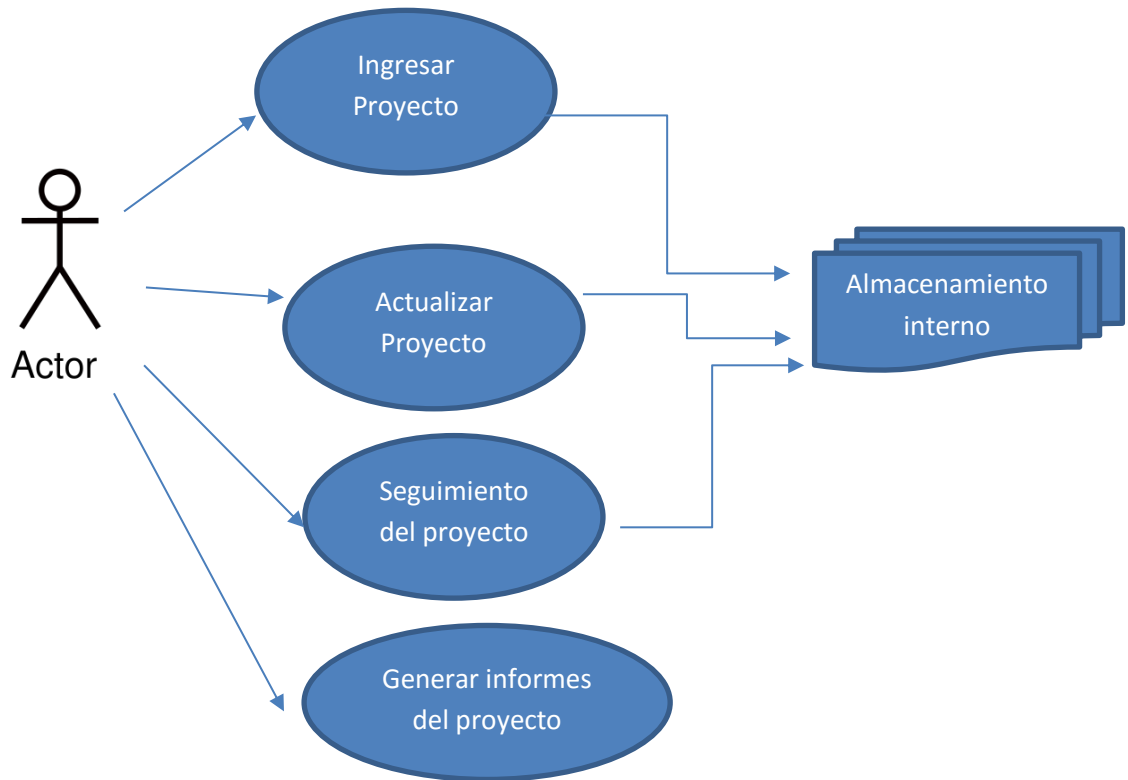 Ingresar
Proyecto
Actor
Actualizar
Proyecto
Almacenamiento
interno
Seguimiento
del proyecto
Generar informes
del proyecto